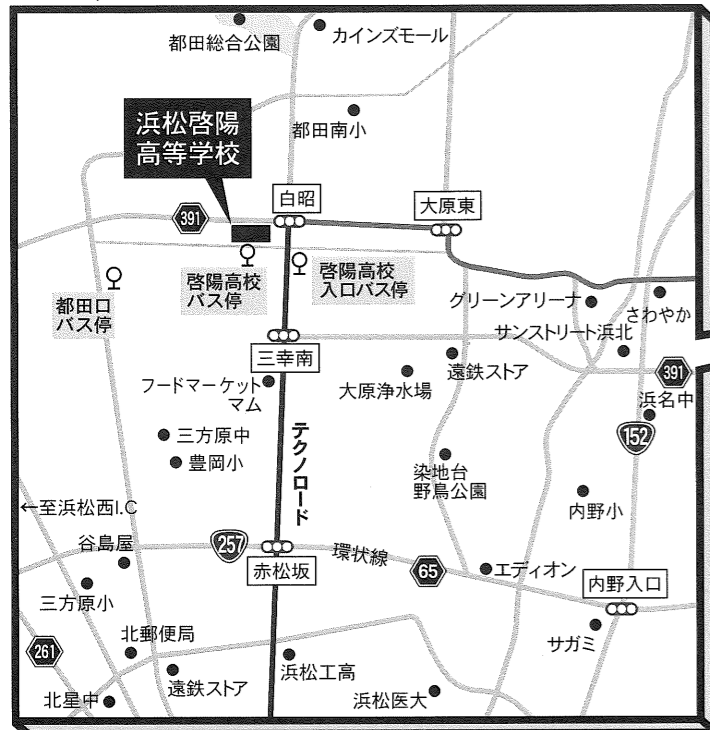 都田総合公園
カインズモール
都田南小
浜松啓陽
高等学校
白昭
大原東
391
啓陽高校
バス停
啓陽高校
入口バス停
都田口
バス停
グリーンアリーナ
さわやか
サンストリート浜北
三幸南
フードマーケット
マム
大原浄水場
遠鉄ストア
391
浜名中
152
三方原中
豊岡小
テクノロード
染地台
野鳥公園
内野小
←至浜松西I.C
谷島屋
257
環状線
赤松坂
65
エディオン
内野入口
三方原小
サガミ
261
北郵便局
遠鉄ストア
浜松工高
浜松医大
北星中